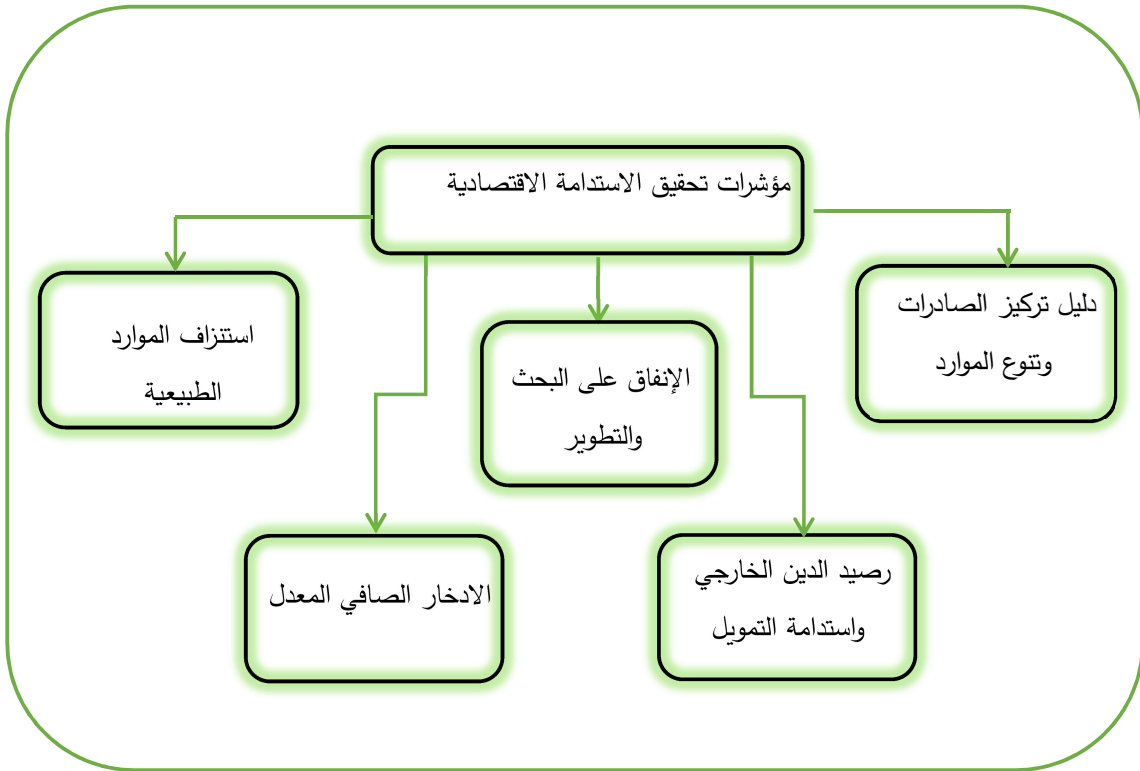 مؤشرات تحقيق الاستدامة الاقتصادية
دليل تركيز الصادرات
وتنوع الموارد
استنزاف الموارد
الطبيعية
الإنفاق على البحث
والتطوير
رصيد الدين الخارجي
واستدامة التمويل
الادخار الصافي المعدل